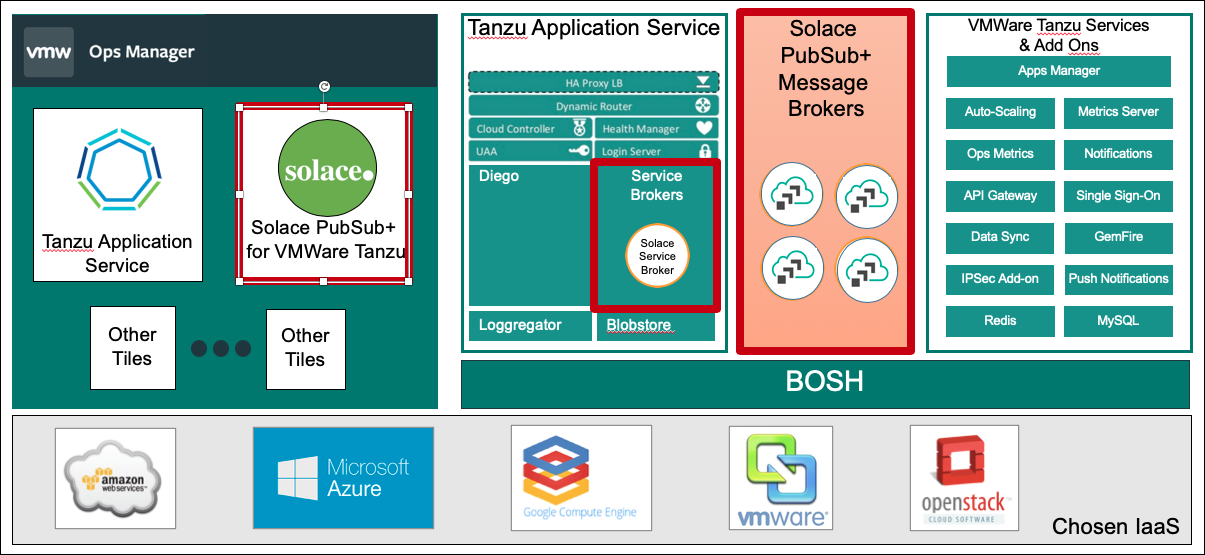 vmw Ops Manager
Tanzu Application
Service
solace.
Solace PubSub+
for VMWare Tanzu
Other
Tiles
Other
Tiles
Tanzu Application Service
HA Proxy LB
Dynamic Router
Cloud Controller
Health Manager
UAA
Login Server
Diego
Service
Brokers
Solace
Service
Broker
Loggregator
Blobstore
Solace
PubSub+
Message
Brokers
VMWare Tanzu Services
& Add Ons
Apps Manager
Auto-Scaling
Metrics Server
Ops Metrics
Notifications
API Gateway
Single Sign-On
Data Sync
GemFire
IPSec Add-on
Push Notifications
Redis
MySQL
BOSH
amazon
webservices™
Microsoft
Azure
Google Compute Engine
vmware®
openstack™
CLOUD SOFTWARE
Chosen IaaS